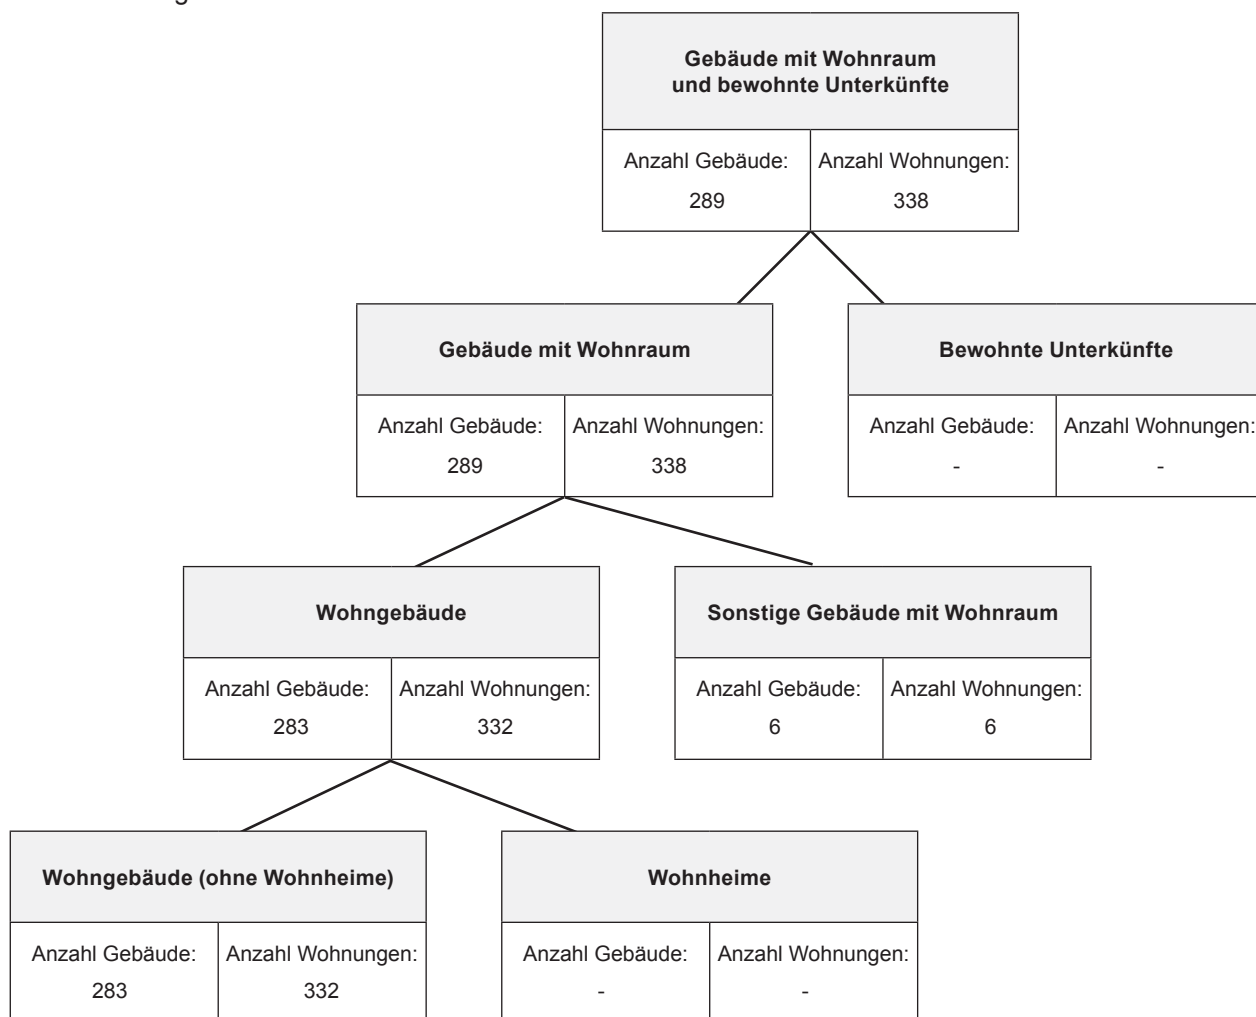 Gebäude mit Wohnraum
und bewohnte Unterkünfte
Anzahl Gebäude: Anzahl Wohnungen:
289 338
Gebäude mit Wohnraum
Anzahl Gebäude: Anzahl Wohnungen:
289 338
Bewohnte Unterkünfte
Anzahl Gebäude: Anzahl Wohnungen:
- -
Wohngebäude
Anzahl Gebäude: Anzahl Wohnungen:
283 332
Sonstige Gebäude mit Wohnraum
Anzahl Gebäude: Anzahl Wohnungen:
6 6
Wohngebäude (ohne Wohnheime)
Anzahl Gebäude: Anzahl Wohnungen:
283 332
Wohnheime
Anzahl Gebäude: Anzahl Wohnungen:
- -